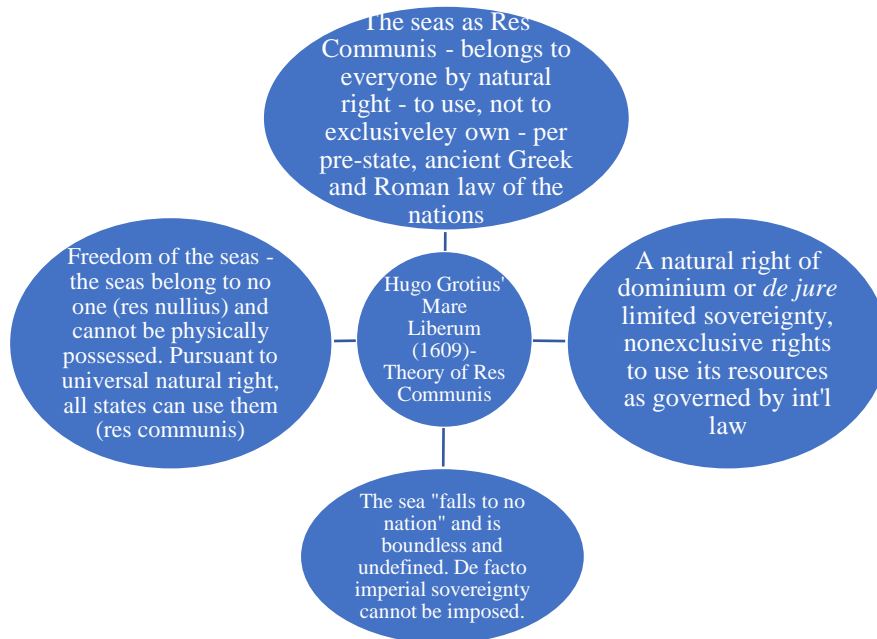 The seas as Res
Communis - belongs to
everyone by natural
right - to use, not to
exclusiveley own - per
pre-state, ancient Greek
and Roman law of the
nations
Freedom of the seas -
the seas belong to no
one (res nullius) and
cannot be physically
possessed. Pursuant to
universal natural right,
all states can use them
(res communis)
Hugo Grotius'
Mare
Liberum
(1609)-
Theory of Res
Communis
A natural right of
dominium or de jure
limited sovereignty,
nonexclusive rights
to use its resources
as governed by int'l
law
The sea "falls to no
nation" and is
boundless and
undefined. De facto
imperial sovereignty
cannot be imposed.